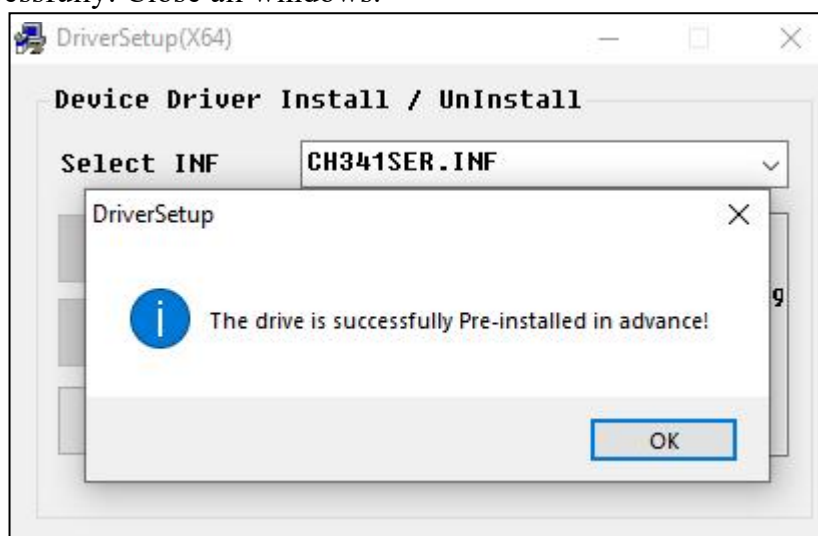 essfully. Close all windows.
DriverSetup(X64)
Device Driver Install / UnInstall
Select INF CH341SER.INF
DriverSetup
The drive is successfully Pre-installed in advance!
g
OK